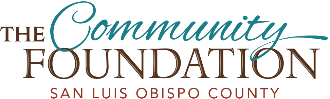 THE Community
FOUNDATION
SAN LUIS OBISPO COUNTY